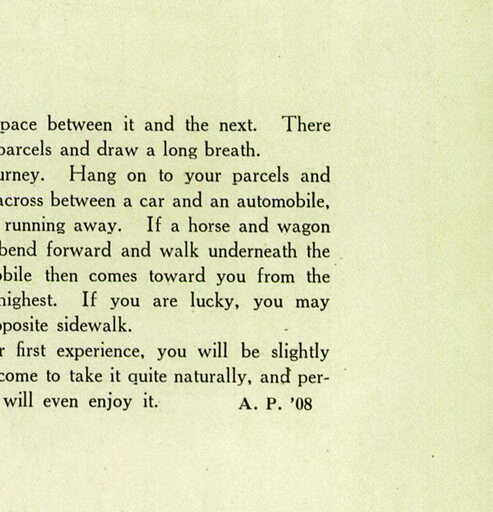 pace between it and the next. There
parcels and draw a long breath.
urney. Hang on to your parcels and
across between a car and an automobile,
running away. If a horse and wagon
bend forward and walk underneath the
obile then comes toward you from the
highest. If you are lucky, you may
pposite sidewalk.
r first experience, you will be slightly
come to take it quite naturally, and per-
will even enjoy it. A. P. '08